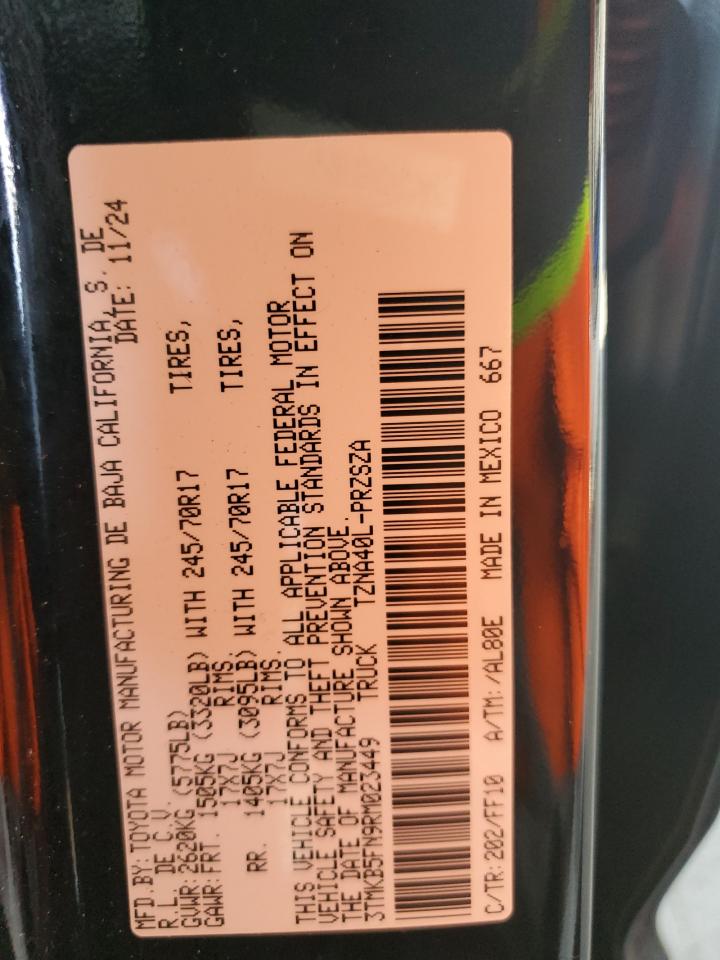 MFD.BY: TOYOTA MOTOR MANUFACTURING DE BAJA CALIFORNIA, S. DE
R.L. DE C.V. DATE: 11/24
GVWR: 2620KG (5775LB)
GAWR: FRT. 1505KG (3320LB) WITH 245/70R17 TIRES,
17X7J RIMS,
RR. 1405KG (3095LB) WITH 245/70R17 TIRES,
17X7J RIMS.
THIS VEHICLE CONFORMS TO ALL APPLICABLE FEDERAL MOTOR
VEHICLE SAFETY AND THEFT PREVENTION STANDARDS IN EFFECT ON
THE DATE OF MANUFACTURE SHOWN ABOVE.
3TMKB5FN9RM023449 TRUCK TZNA40L-PRZSZA
C/TR: 202/FF10 A/TM: /AL80E MADE IN MEXICO 667